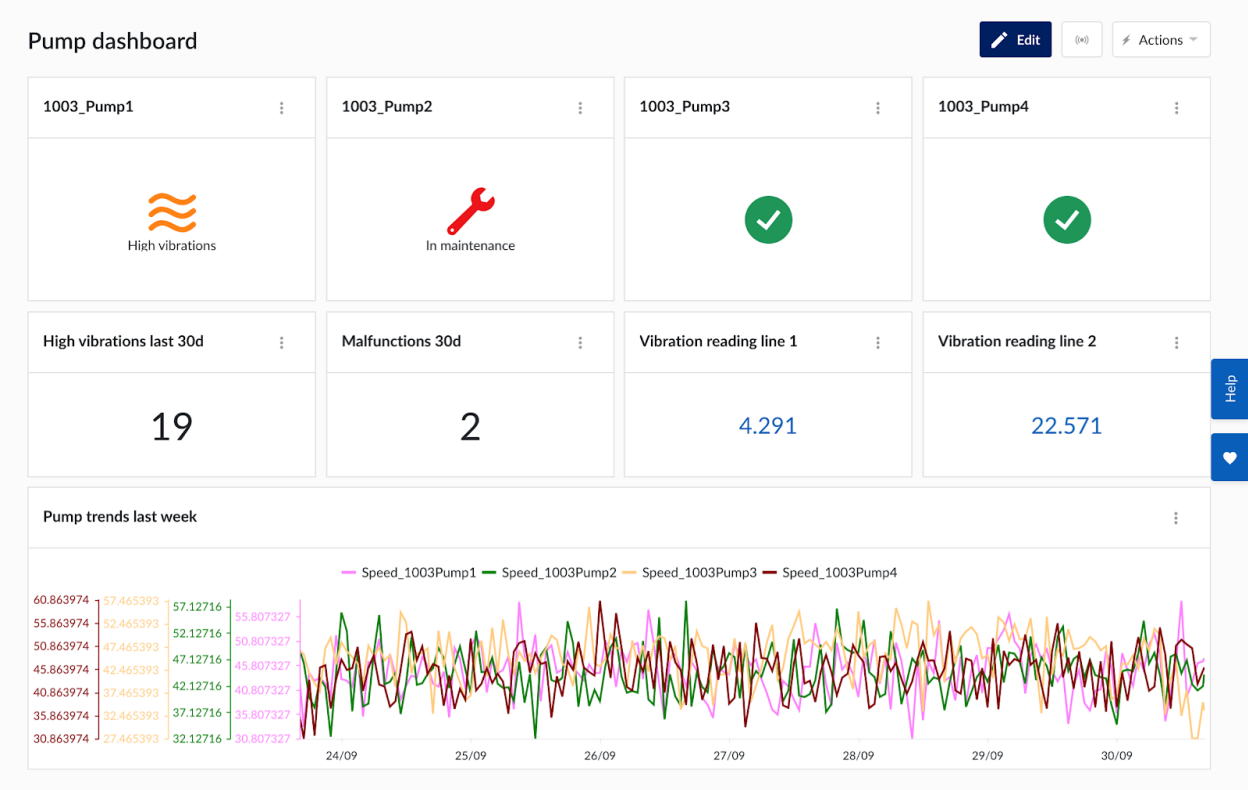 Pump dashboard
Edit
Actions
1003_Pump1
1003_Pump2
1003_Pump3
1003_Pump4
High vibrations
In maintenance
High vibrations last 30d
Malfunctions 30d
Vibration reading line 1
Vibration reading line 2
19
2
4.291
22.571
Help
Pump trends last week
Speed_1003Pump1 Speed_1003Pump2 Speed_1003Pump3 Speed_1003Pump4
60.863974 57.465393 57.12716 55.807327
55.863974 52.465393 52.12716 50.807327
50.863974 47.465393 47.12716 45.807327
45.863974 42.465393 42.12716 40.807327
40.863974 37.465393 37.12716 35.807327
35.863974 32.465393 32.12716 30.807327
30.863974 27.465393
24/09 25/09 26/09 27/09 28/09 29/09 30/09